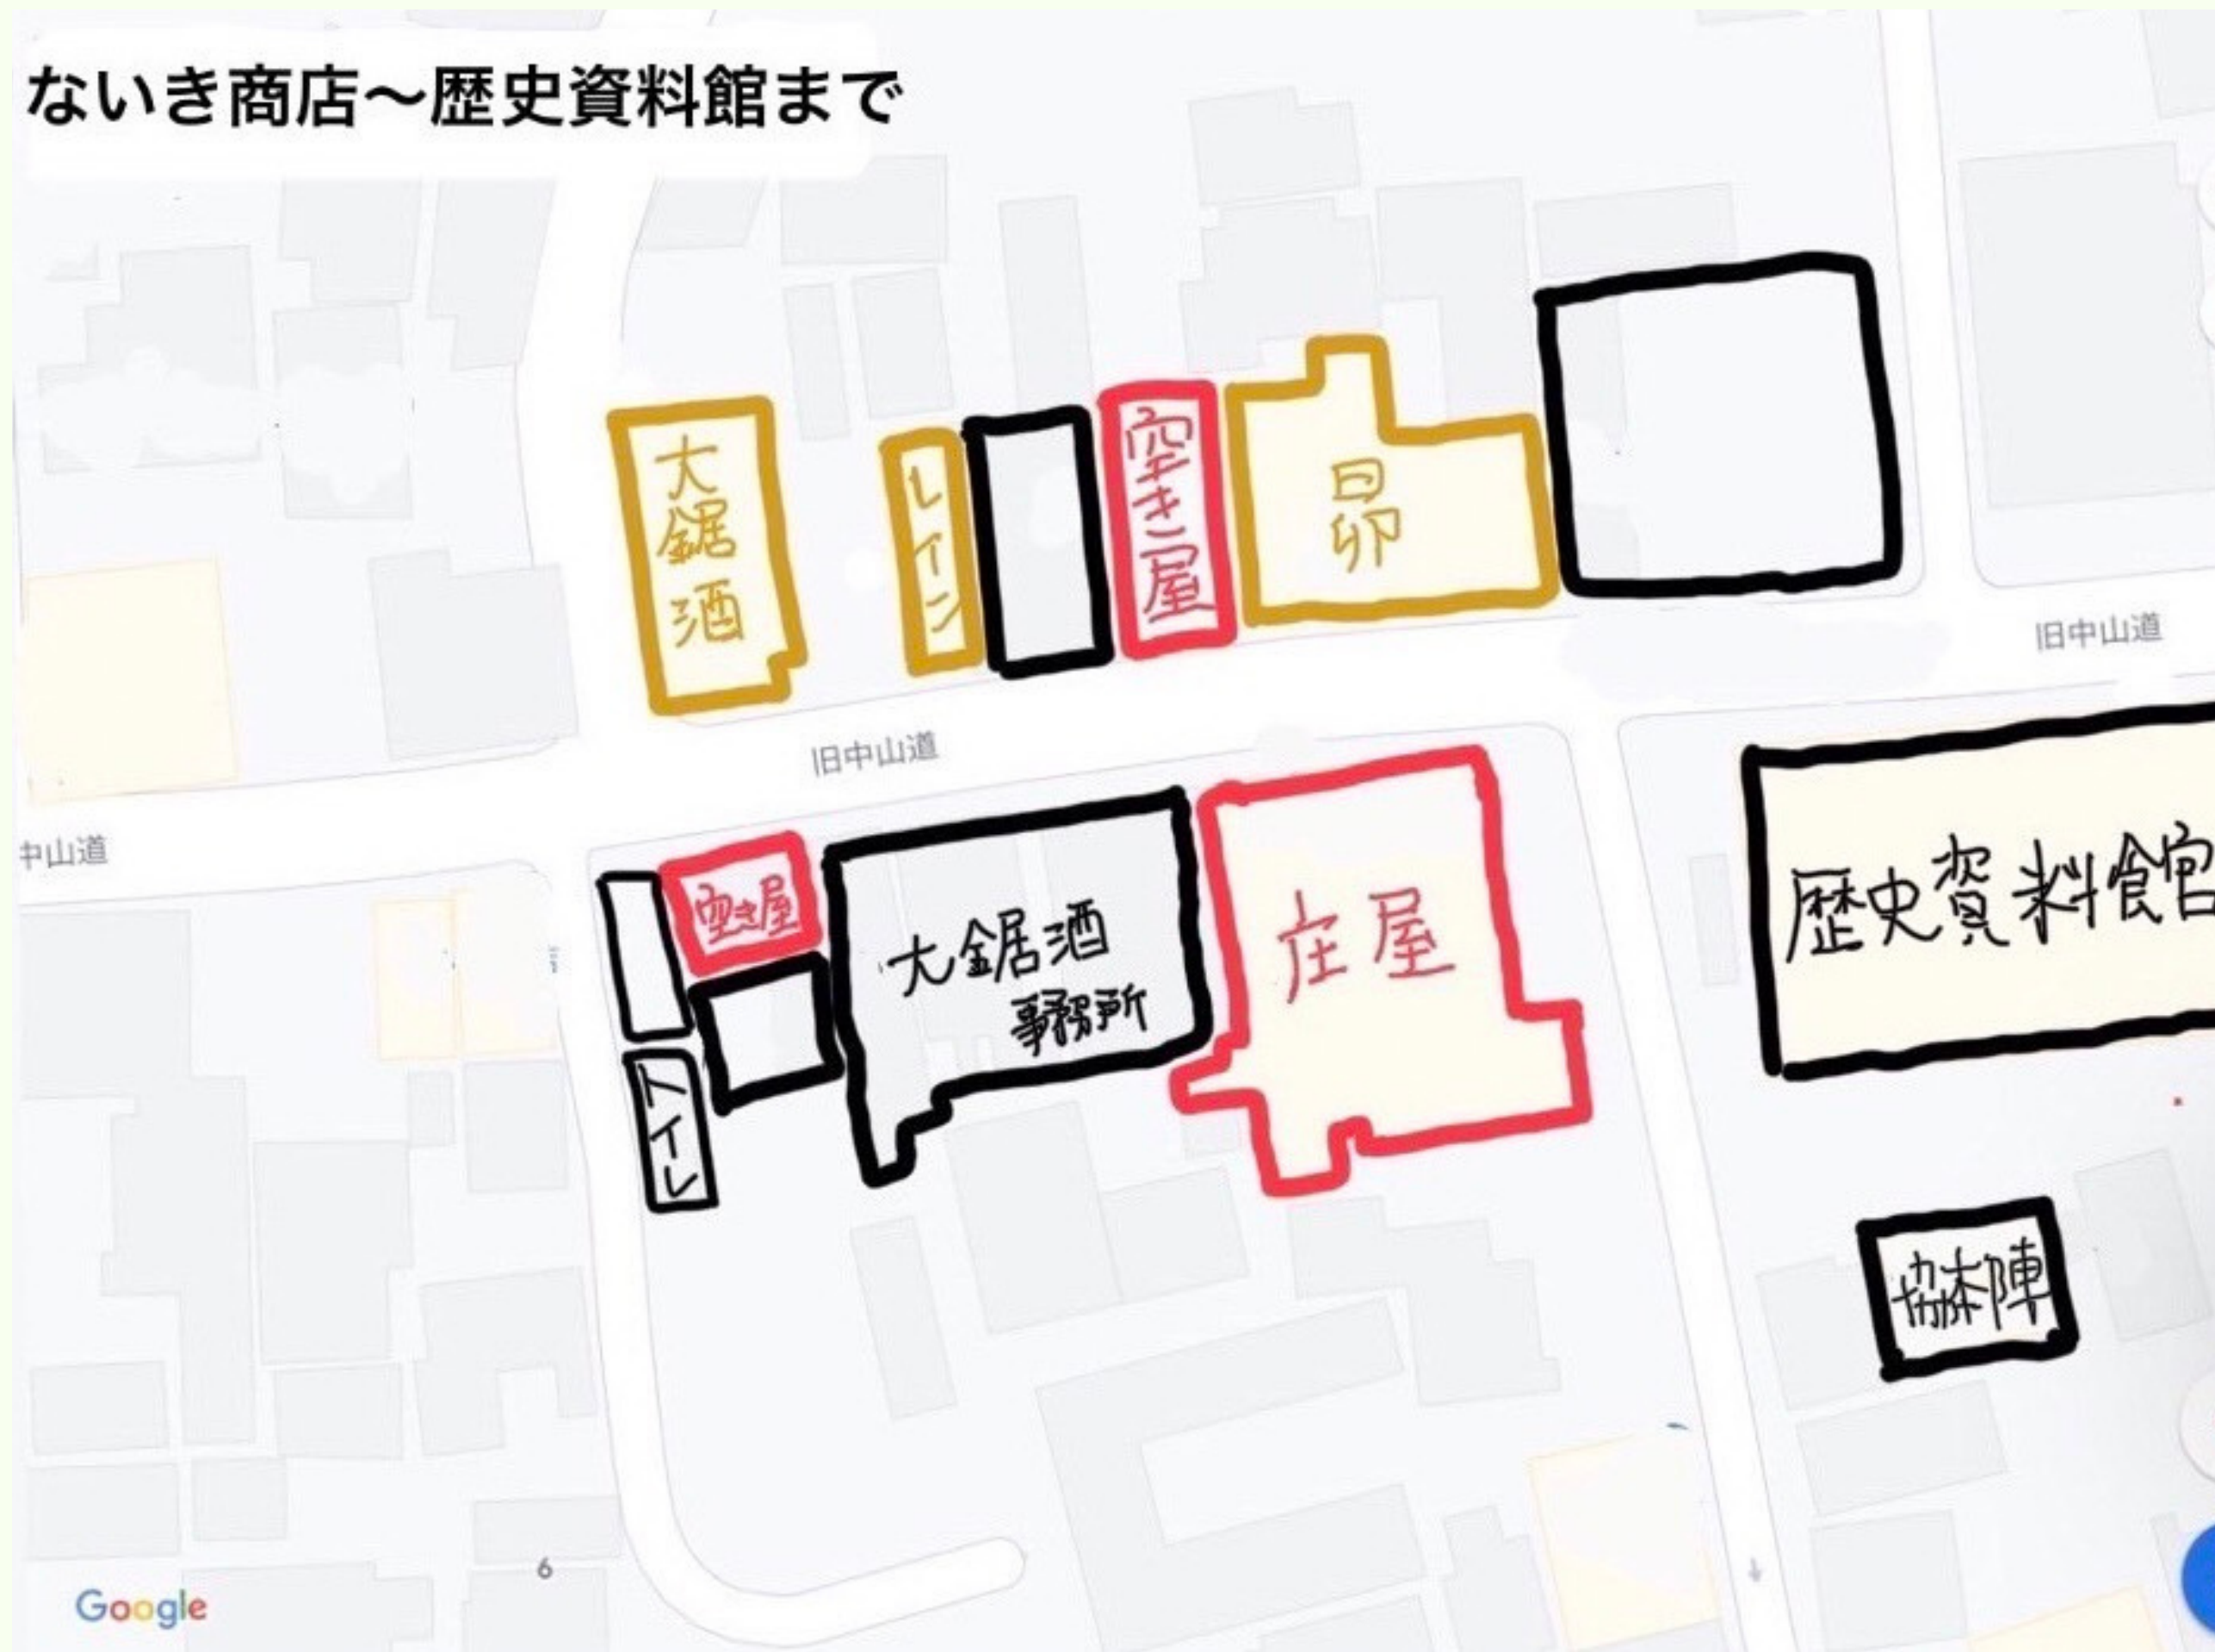 ないき商店～歴史資料館まで
大鋸酒
レイン
空き屋
昴
旧中山道
旧中山道
中山道
空き屋
大鋸酒
事務所
庄屋
歴史資料館
トイレ
協本陣
6
Google